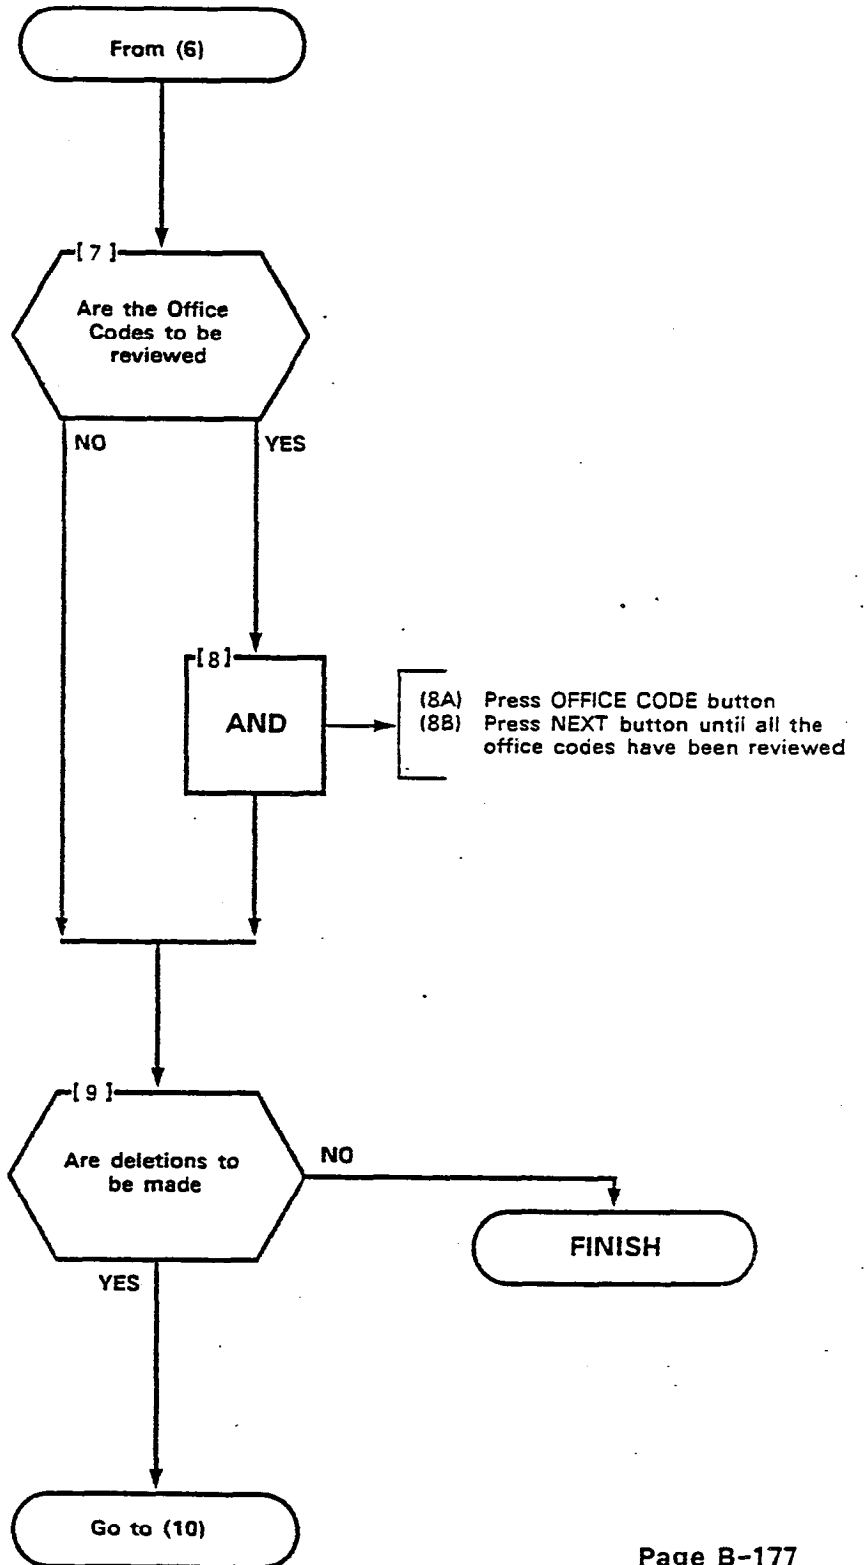 From (6)
[7]
Are the Office
Codes to be
reviewed
NO
YES
[8]
AND
(8A) Press OFFICE CODE button
(8B) Press NEXT button until all the
office codes have been reviewed
[9]
Are deletions to
be made
NO
FINISH
YES
Go to (10)
Page B-177